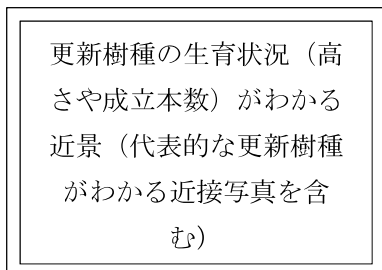 更新樹種の生育状況（高
さや成立本数）がわかる
近景（代表的な更新樹種
がわかる近接写真を含
む）